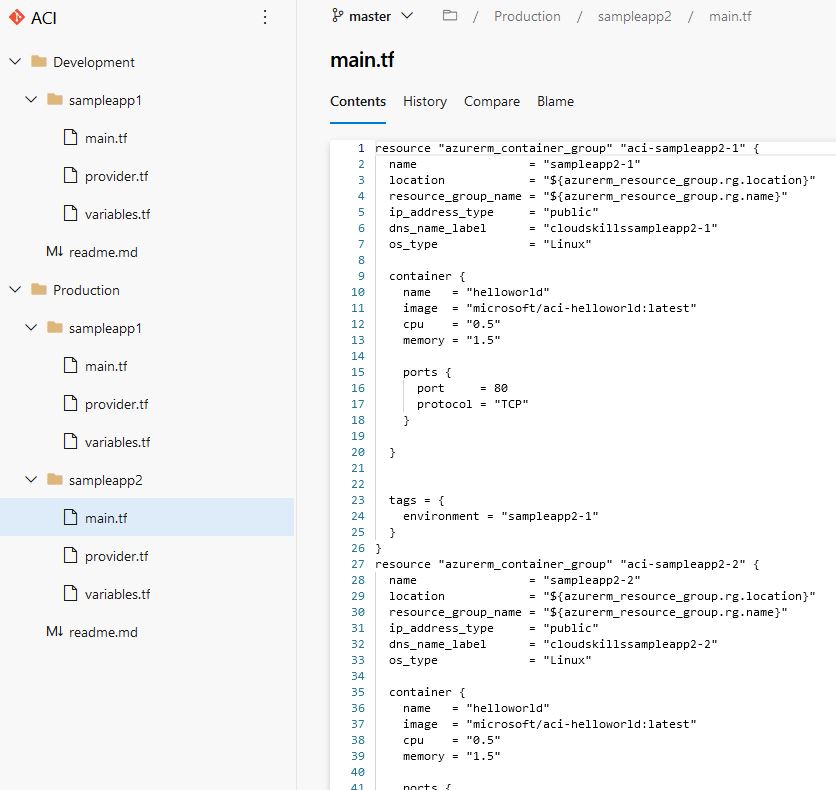 ACI
Development
sampleapp1
main.tf
provider.tf
variables.tf
M↓ readme.md
Production
sampleapp1
main.tf
provider.tf
variables.tf
sampleapp2
main.tf
provider.tf
variables.tf
M↓ readme.md
master / Production / sampleapp2 / main.tf
main.tf
Contents History Compare Blame
1 resource "azurerm_container_group" "aci-sampleapp2-1" {
2   name                = "sampleapp2-1"
3   location            = "${azurerm_resource_group.rg.location}"
4   resource_group_name = "${azurerm_resource_group.rg.name}"
5   ip_address_type     = "public"
6   dns_name_label      = "cloudskillssampleapp2-1"
7   os_type             = "Linux"
8
9   container {
10     name   = "helloworld"
11     image  = "microsoft/aci-helloworld:latest"
12     cpu    = "0.5"
13     memory = "1.5"
14
15     ports {
16       port     = 80
17       protocol = "TCP"
18     }
19
20   }
21
22
23   tags = {
24     environment = "sampleapp2-1"
25   }
26 }
27 resource "azurerm_container_group" "aci-sampleapp2-2" {
28   name                = "sampleapp2-2"
29   location            = "${azurerm_resource_group.rg.location}"
30   resource_group_name = "${azurerm_resource_group.rg.name}"
31   ip_address_type     = "public"
32   dns_name_label      = "cloudskillssampleapp2-2"
33   os_type             = "Linux"
34
35   container {
36     name   = "helloworld"
37     image  = "microsoft/aci-helloworld:latest"
38     cpu    = "0.5"
39     memory = "1.5"
40
41     ports {